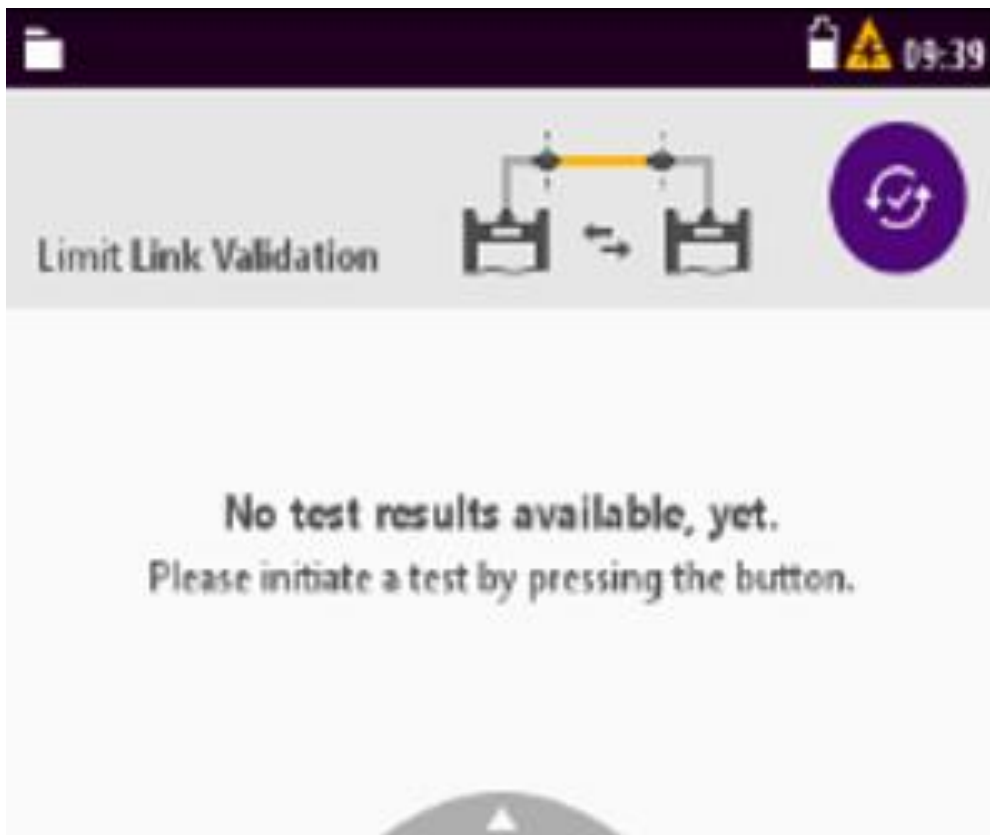 09:39
Limit Link Validation
No test results available, yet.
Please initiate a test by pressing the button.